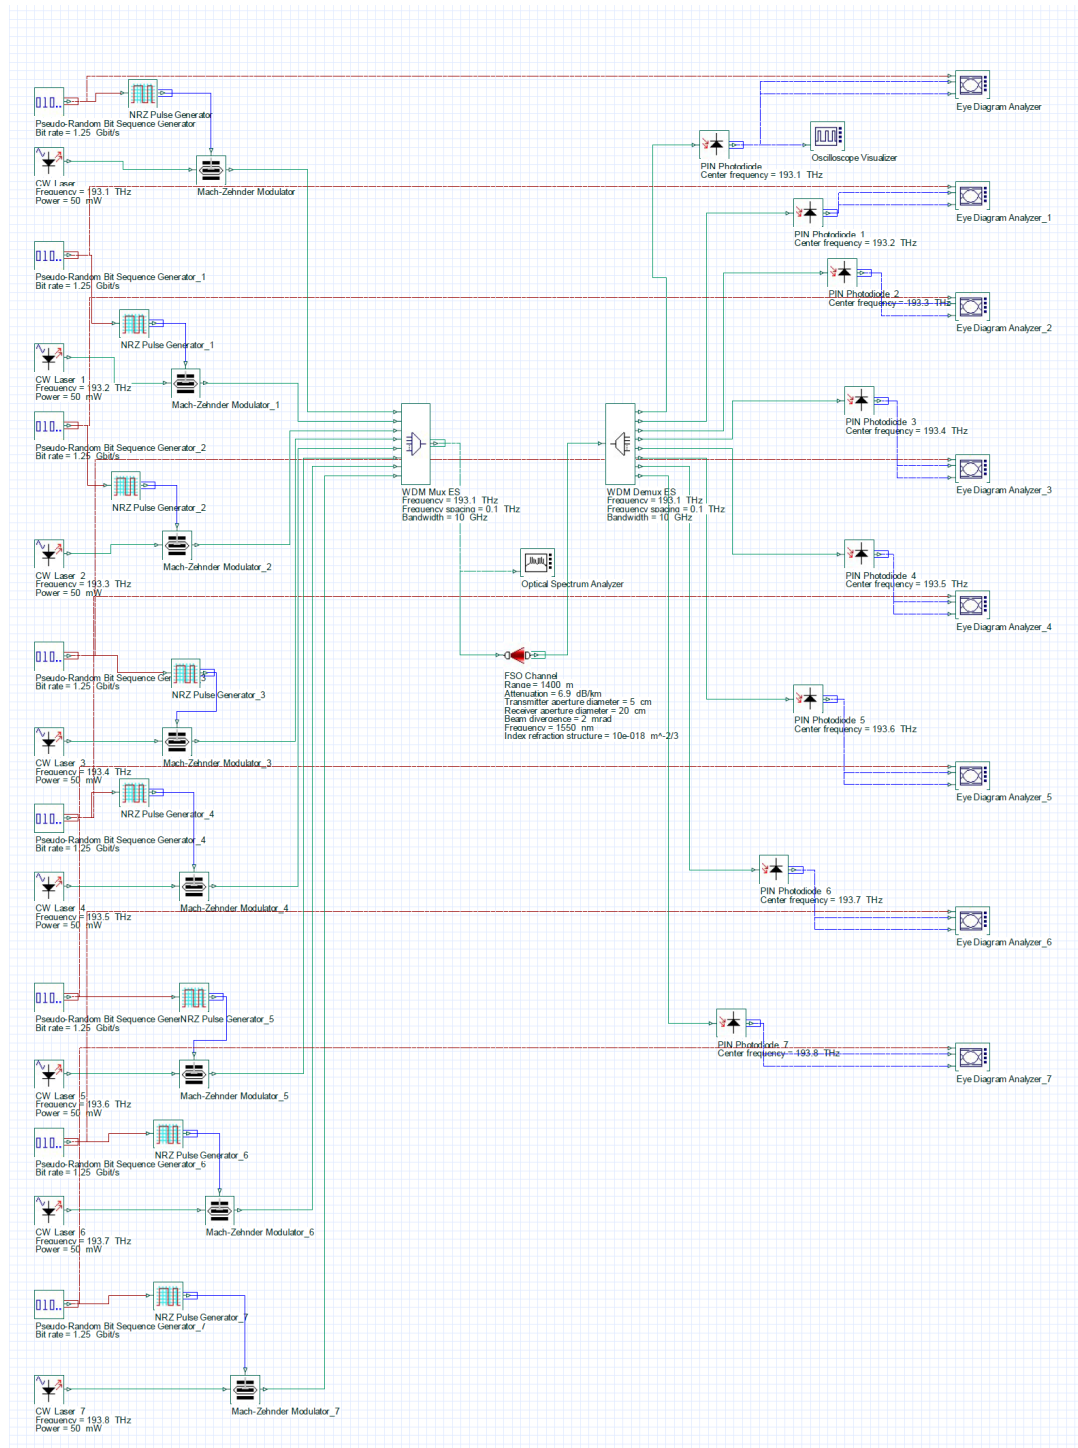 NRZ Pulse Generator
Pseudo-Random Bit Sequence Generator
Bit rate = 1.25 Gbit/s
CW Laser
Frequency = 193.1 THz
Power = 50 mW
Mach-Zehnder Modulator
Pseudo-Random Bit Sequence Generator_1
Bit rate = 1.25 Gbit/s
NRZ Pulse Generator_1
CW Laser_1
Frequency = 193.2 THz
Power = 50 mW
Mach-Zehnder Modulator_1
Pseudo-Random Bit Sequence Generator_2
Bit rate = 1.25 Gbit/s
NRZ Pulse Generator_2
CW Laser_2
Frequency = 193.3 THz
Power = 50 mW
Mach-Zehnder Modulator_2
Pseudo-Random Bit Sequence Ger 3
Bit rate = 1.25 Gbit/s
NRZ Pulse Generator_3
CW Laser_3
Frequency = 193.4 THz
Power = 50 mW
Mach-Zehnder Modulator_3
NRZ Pulse Generator_4
Pseudo-Random Bit Sequence Generator_4
Bit rate = 1.25 Gbit/s
CW Laser_4
Frequency = 193.5 THz
Power = 50 mW
Mach-Zehnder Modulator_4
Pseudo-Random Bit Sequence Gener
Bit rate = 1.25 Gbit/s
NRZ Pulse Generator_5
CW Laser_5
Frequency = 193.6 THz
Power = 50 mW
Mach-Zehnder Modulator_5
NRZ Pulse Generator_6
Pseudo-Random Bit Sequence Generator_6
Bit rate = 1.25 Gbit/s
CW Laser_6
Frequency = 193.7 THz
Power = 50 mW
Mach-Zehnder Modulator_6
NRZ Pulse Generator_7
Pseudo-Random Bit Sequence Generator_7
Bit rate = 1.25 Gbit/s
CW Laser_7
Frequency = 193.8 THz
Power = 50 mW
Mach-Zehnder Modulator_7
WDM Mux ES
Frequency = 193.1 THz
Frequency spacing = 0.1 THz
Bandwidth = 10 GHz
Optical Spectrum Analyzer
FSO Channel
Range = 1400 m
Attenuation = 6.9 dB/km
Transmitter aperture diameter = 5 cm
Receiver aperture diameter = 20 cm
Beam divergence = 2 mrad
Frequency = 1550 nm
Index refraction structure = 10e-018 m^-2/3
WDM Demux ES
Frequency = 193.1 THz
Frequency spacing = 0.1 THz
Bandwidth = 10 GHz
PIN Photodiode
Center frequency = 193.1 THz
Oscilloscope Visualizer
PIN Photodiode_1
Center frequency = 193.2 THz
PIN Photodiode_2
Center frequency = 193.3 THz
PIN Photodiode_3
Center frequency = 193.4 THz
PIN Photodiode_4
Center frequency = 193.5 THz
PIN Photodiode_5
Center frequency = 193.6 THz
PIN Photodiode_6
Center frequency = 193.7 THz
PIN Photodiode_7
Center frequency = 193.8 THz
Eye Diagram Analyzer
Eye Diagram Analyzer_1
Eye Diagram Analyzer_2
Eye Diagram Analyzer_3
Eye Diagram Analyzer_4
Eye Diagram Analyzer_5
Eye Diagram Analyzer_6
Eye Diagram Analyzer_7